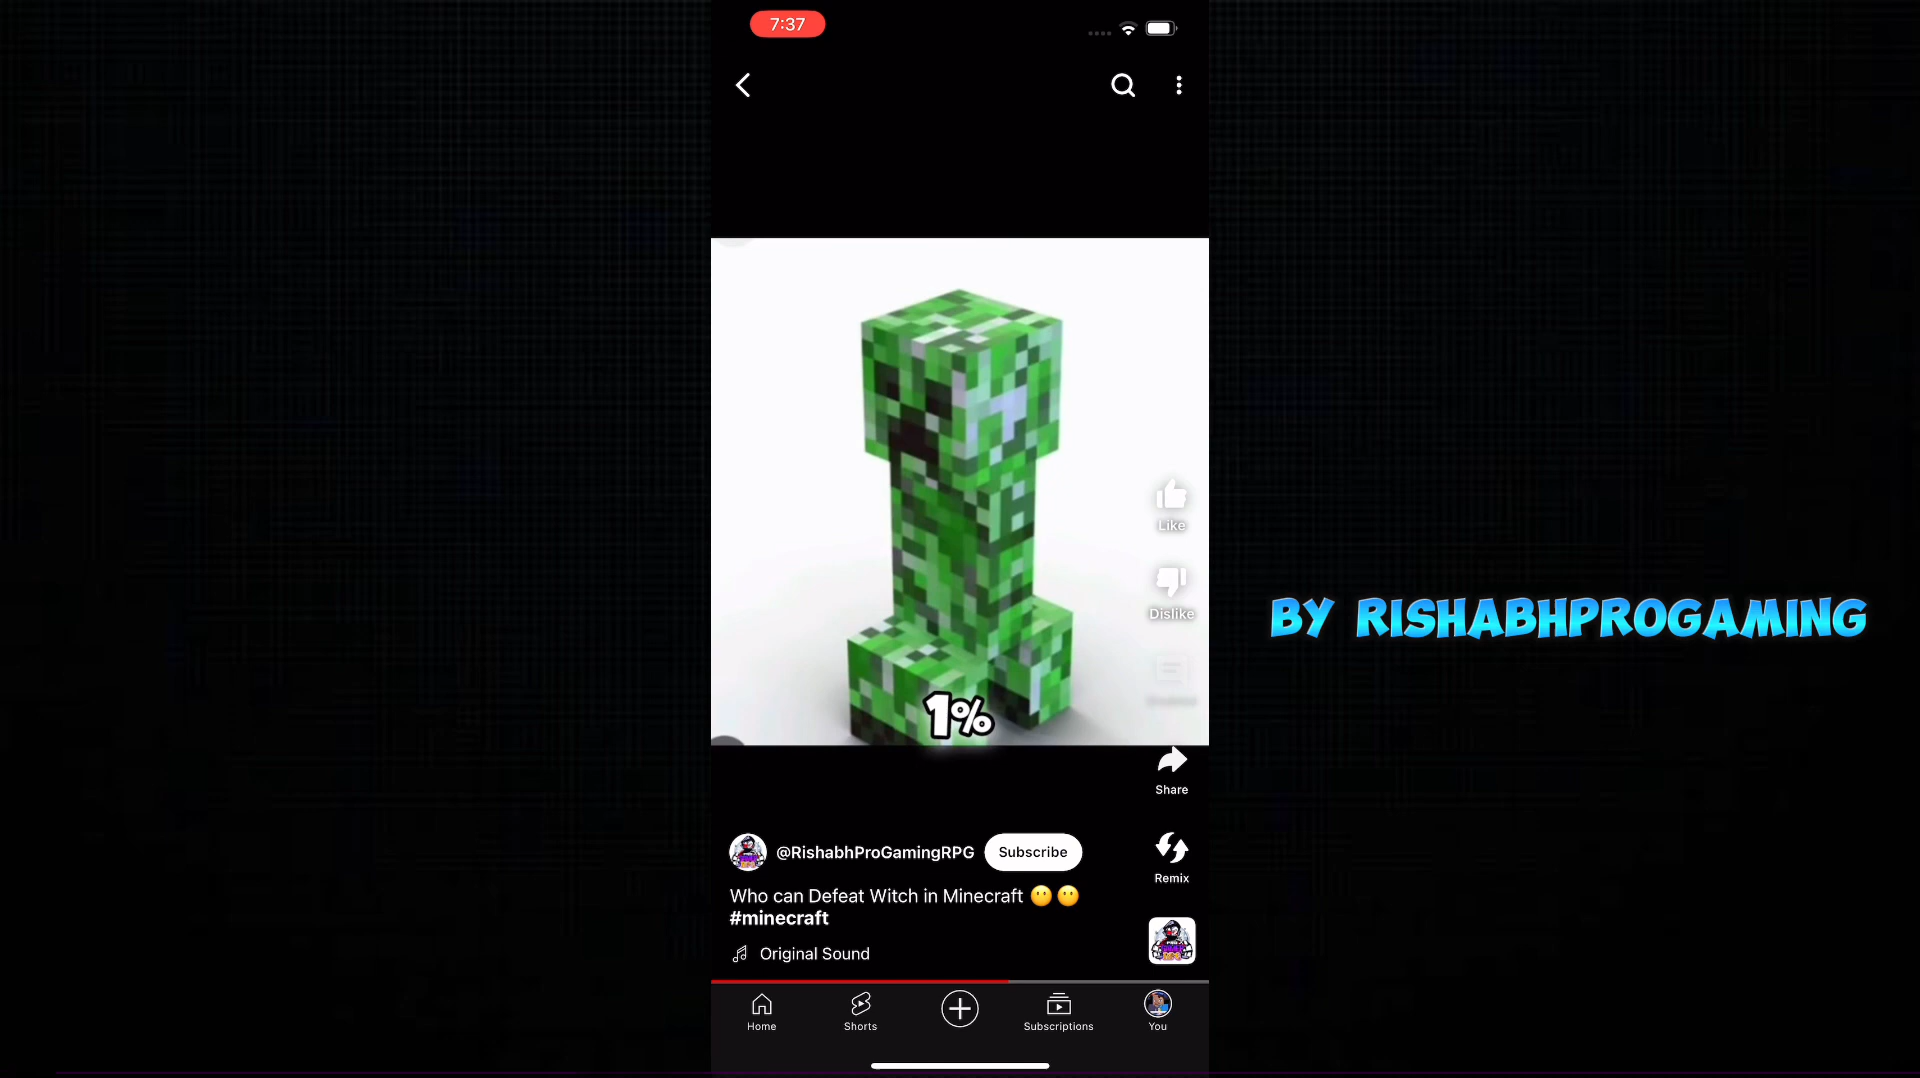 7:37
Like
Dislike
1%
BY RISHABHPROGAMING
Share
@RishabhProGamingRPG
Subscribe
Remix
Who can Defeat Witch in Minecraft 😶 😶
#minecraft
Original Sound
Home
Shorts
Subscriptions
You